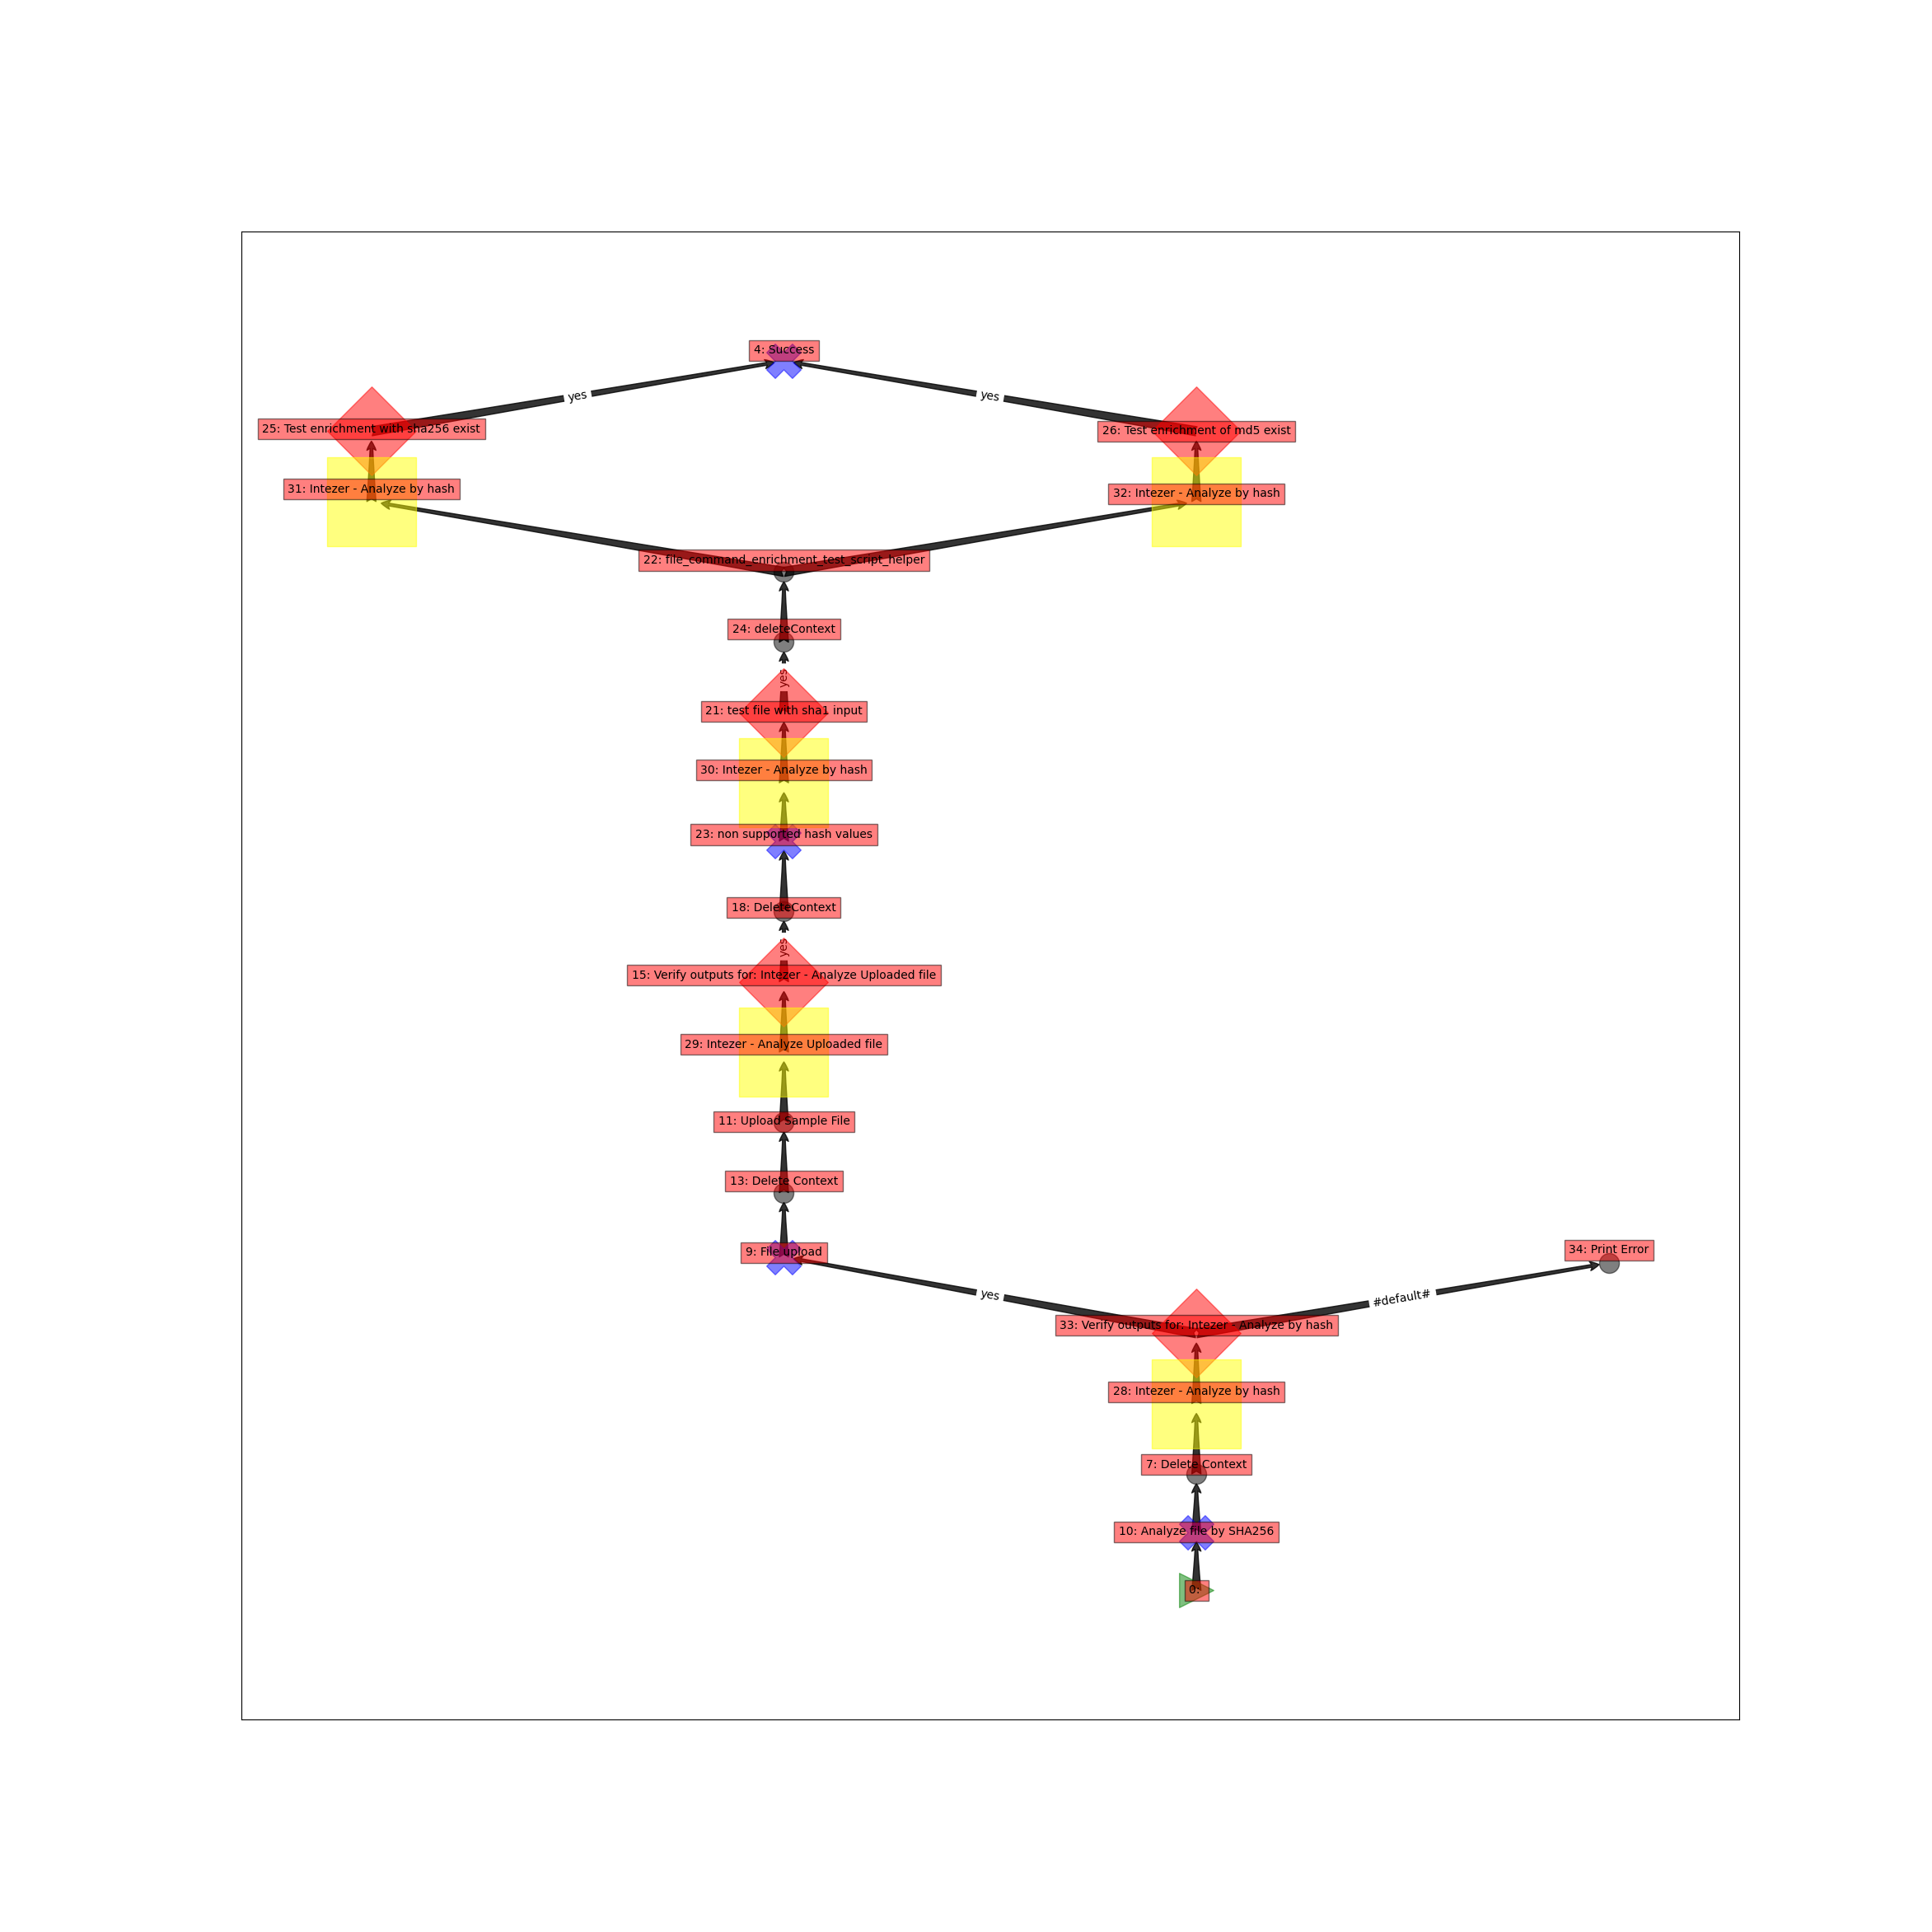 4: Success
yes
yes
25: Test enrichment with sha256 exist
26: Test enrichment of md5 exist
31: Intezer - Analyze by hash
32: Intezer - Analyze by hash
22: file_command_enrichment_test_script_helper
24: deleteContext
yes
21: test file with sha1 input
30: Intezer - Analyze by hash
23: non supported hash values
18: DeleteContext
yes
15: Verify outputs for: Intezer - Analyze Uploaded file
29: Intezer - Analyze Uploaded file
11: Upload Sample File
13: Delete Context
9: File upload
34: Print Error
yes
#default#
33: Verify outputs for: Intezer - Analyze by hash
28: Intezer - Analyze by hash
7: Delete Context
10: Analyze file by SHA256
0: